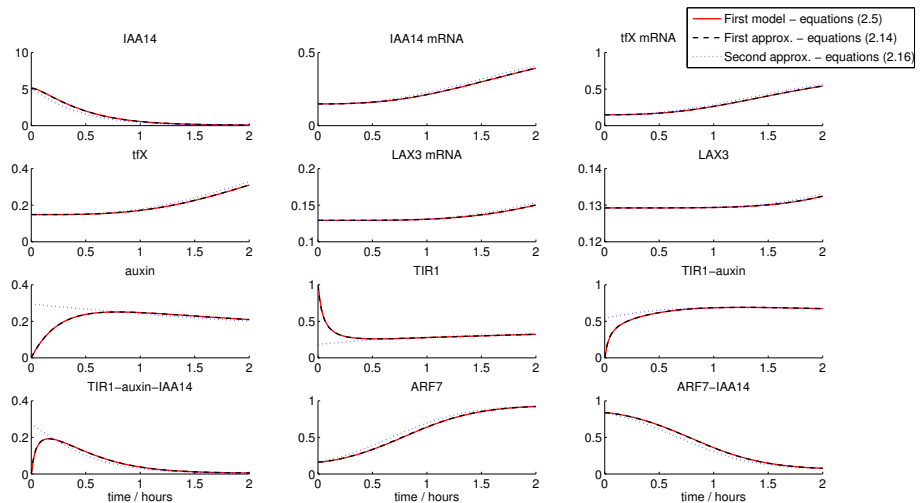 First model − equations (2.5)
First approx. − equations (2.14)
Second approx. − equations (2.16)
IAA14
10
5
0
0 0.5 1 1.5 2
IAA14 mRNA
0.5
0
0 0.5 1 1.5 2
tfX mRNA
1
0.5
0
0 0.5 1 1.5 2
tfX
0.4
0.2
0
0 0.5 1 1.5 2
LAX3 mRNA
0.2
0.15
0.1
0 0.5 1 1.5 2
LAX3
0.14
0.13
0.12
0 0.5 1 1.5 2
auxin
0.4
0.2
0
0 0.5 1 1.5 2
TIR1
1
0.5
0
0 0.5 1 1.5 2
TIR1−auxin
1
0.5
0
0 0.5 1 1.5 2
TIR1−auxin−IAA14
0.4
0.2
0
0 0.5 1 1.5 2
time / hours
ARF7
1
0.5
0
0 0.5 1 1.5 2
time / hours
ARF7−IAA14
1
0.5
0
0 0.5 1 1.5 2
time / hours